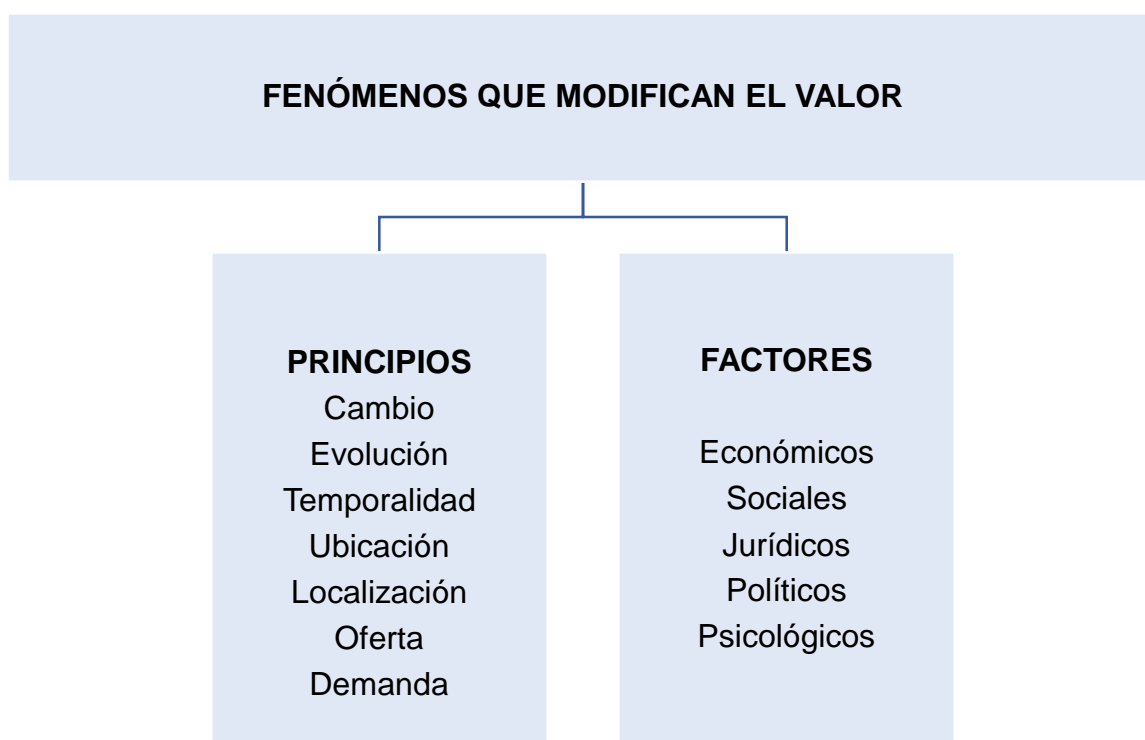 FENÓMENOS QUE MODIFICAN EL VALOR
PRINCIPIOS
Cambio
Evolución
Temporalidad
Ubicación
Localización
Oferta
Demanda
FACTORES
Económicos
Sociales
Jurídicos
Políticos
Psicológicos